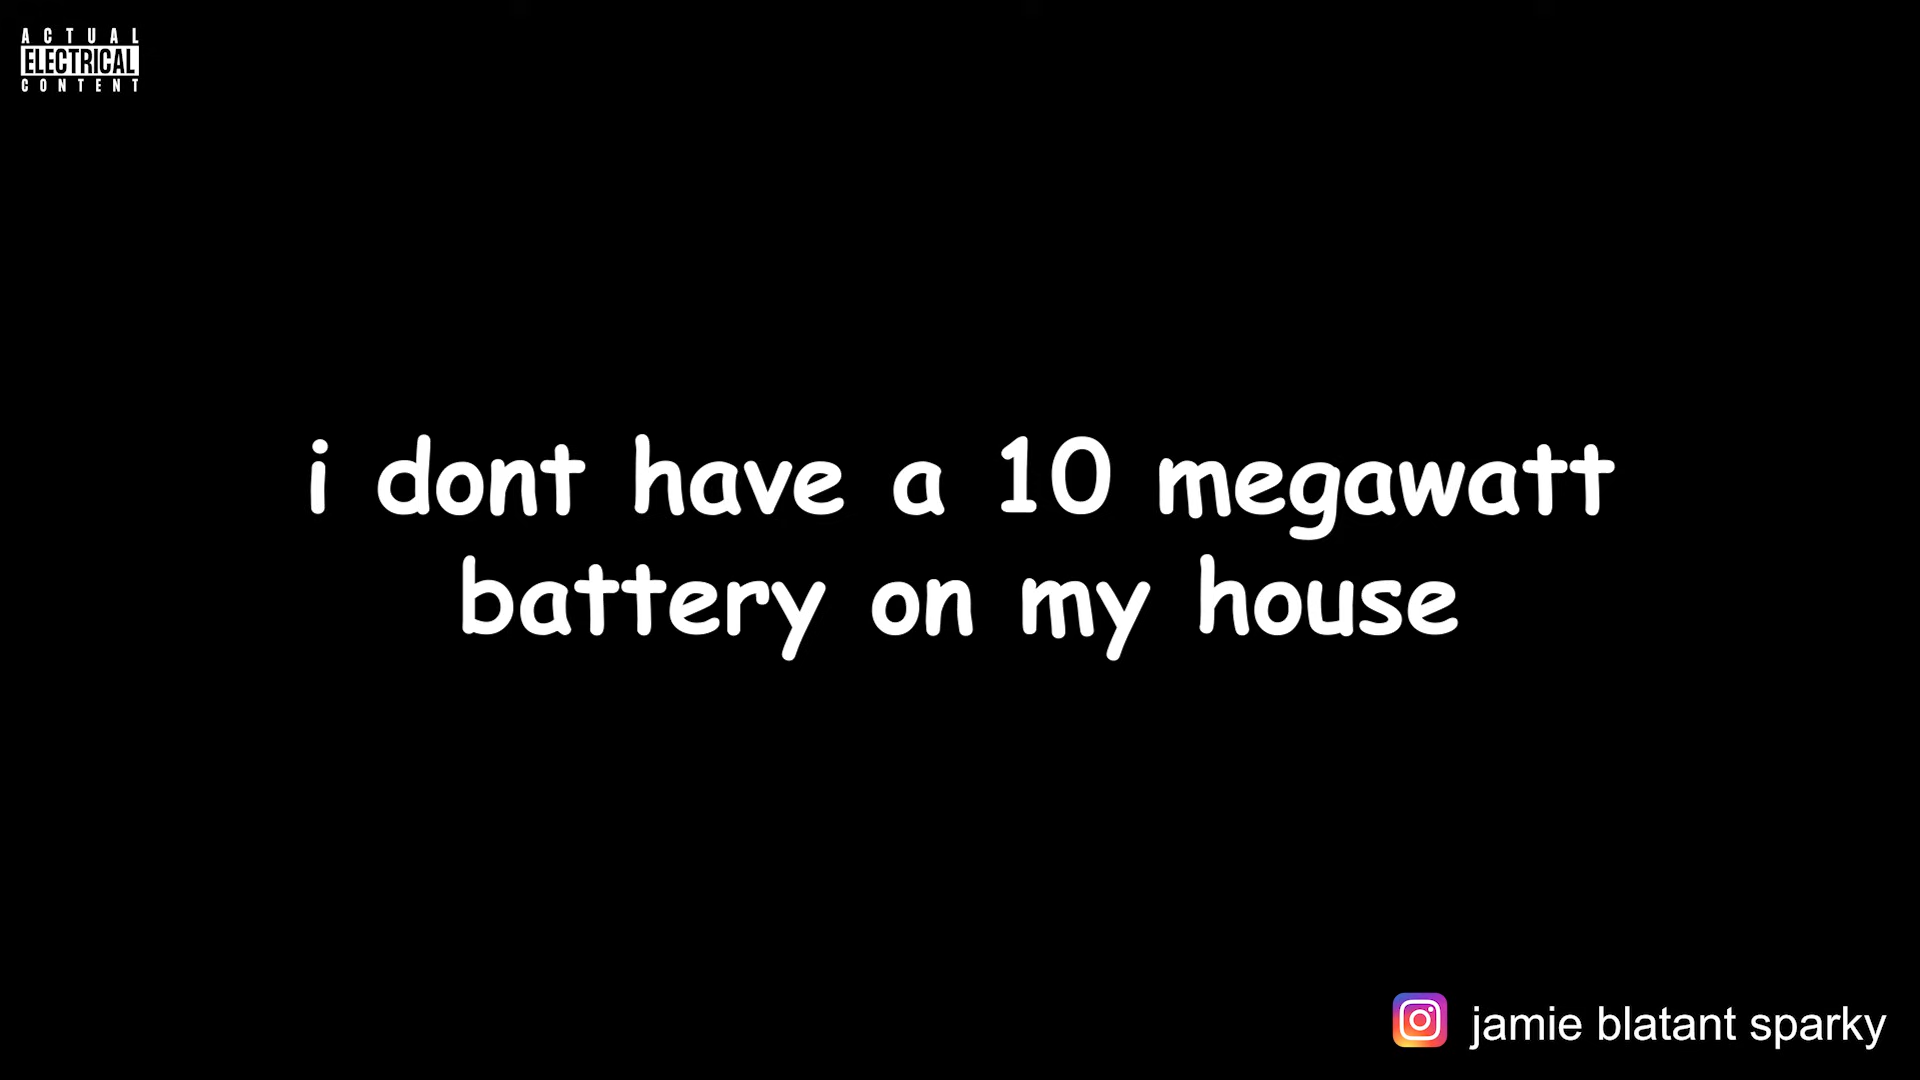 ACTUAL
ELECTRICAL
CONTENT
i dont have a 10 megawatt
battery on my house
jamie blatant sparky